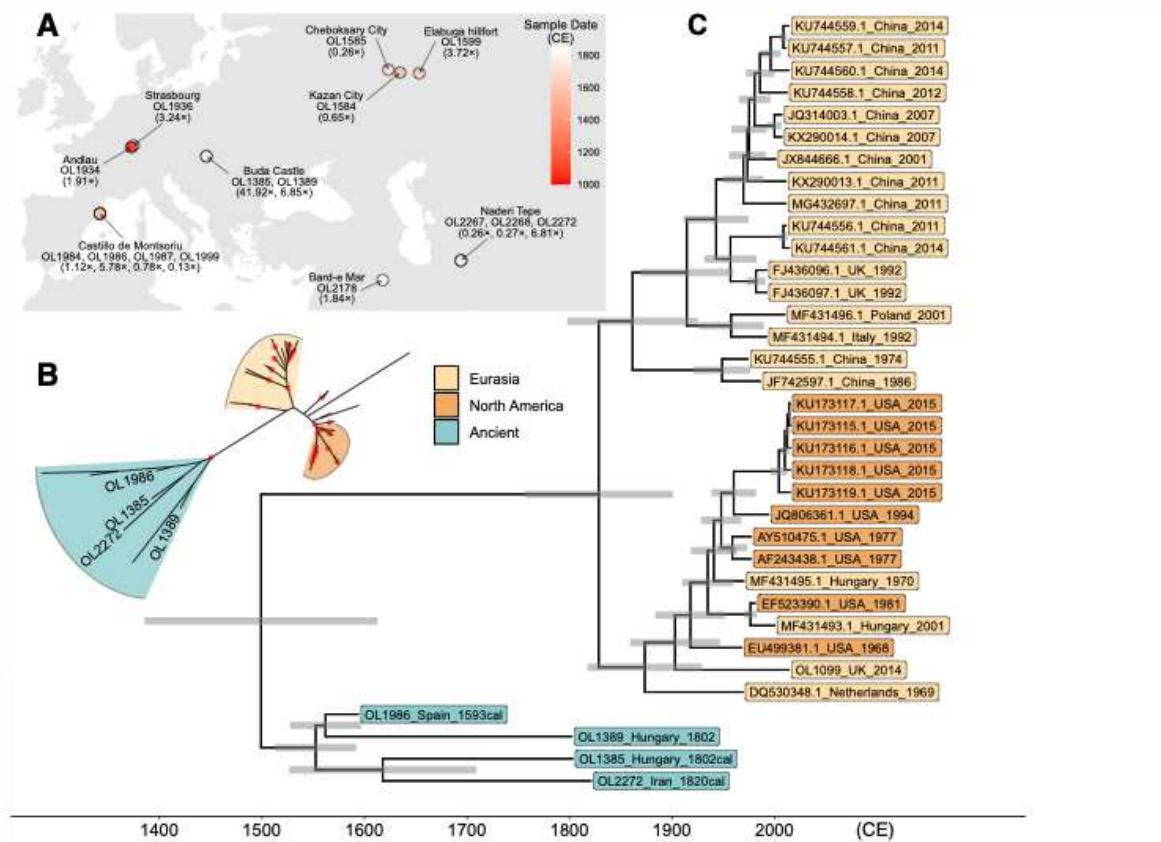 A
Cheboksary City
OL1585
(0.26×)
Elabuga hillfort
OL1599
(3.72×)
Kazan City
OL1584
(0.65×)
Strasbourg
OL1936
(3.24×)
Andlau
OL1934
(1.91×)
Buda Castle
OL1385, OL1389
(41.92×, 6.85×)
Castillo de Montsoriu
OL1984, OL1986, OL1987, OL1999
(1.12×, 5.78×, 0.78×, 0.13×)
Naderi Tepe
OL2267, OL2268, OL2272
(0.26×, 0.27×, 6.81×)
Bard-e Mar
OL2178
(1.84×)
Sample Date
(CE)
1800
1600
1400
1200
1000
B
OL1986
OL1385
OL2272
OL1389
Eurasia
North America
Ancient
C
KU744559.1_China_2014
KU744557.1_China_2011
KU744560.1_China_2014
KU744558.1_China_2012
JQ314003.1_China_2007
KX290014.1_China_2007
JX844666.1_China_2001
KX290013.1_China_2011
MG432697.1_China_2011
KU744556.1_China_2011
KU744561.1_China_2014
FJ436096.1_UK_1992
FJ436097.1_UK_1992
MF431496.1_Poland_2001
MF431494.1_Italy_1992
KU744555.1_China_1974
JF742597.1_China_1986
KU173117.1_USA_2015
KU173115.1_USA_2015
KU173116.1_USA_2015
KU173118.1_USA_2015
KU173119.1_USA_2015
JQ806361.1_USA_1994
AY510475.1_USA_1977
AF243438.1_USA_1977
MF431495.1_Hungary_1970
EF523390.1_USA_1981
MF431493.1_Hungary_2001
EU499381.1_USA_1968
OL1099_UK_2014
DQ530348.1_Netherlands_1969
OL1986_Spain_1593cal
OL1389_Hungary_1802
OL1385_Hungary_1802cal
OL2272_Iran_1820cal
1400 1500 1600 1700 1800 1900 2000 (CE)